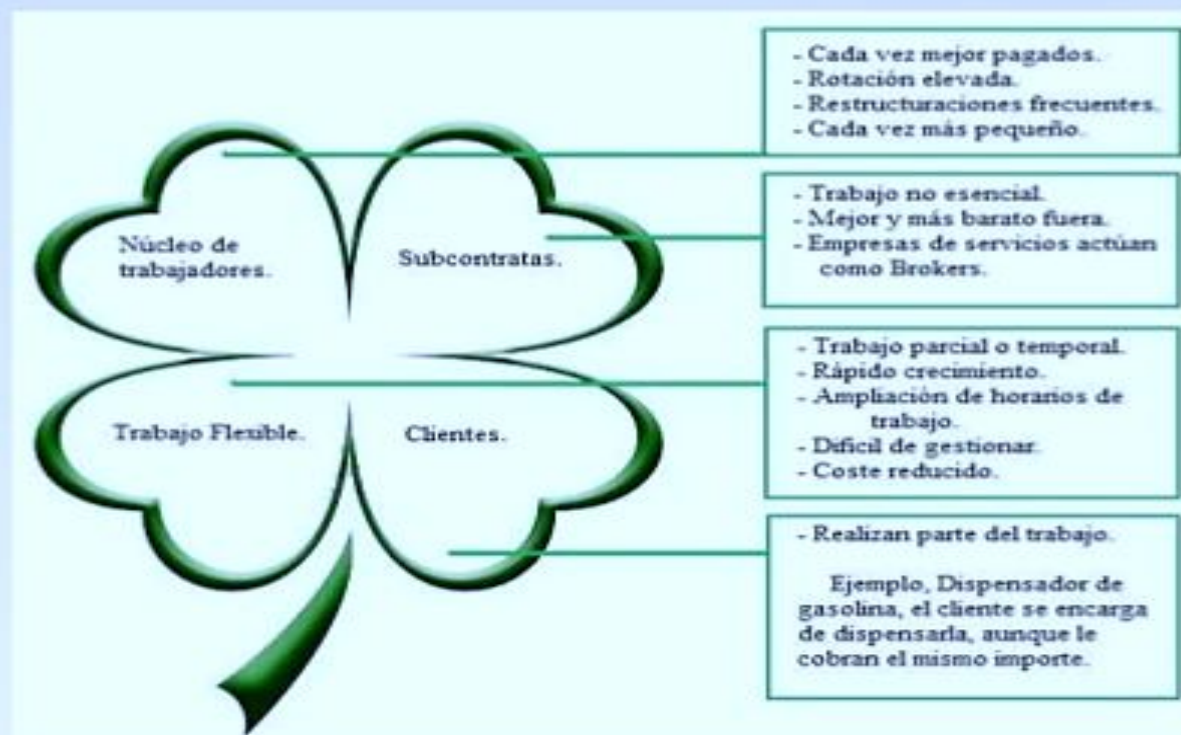 - Cada vez mejor pagados.
- Rotación elevada.
- Restructuraciones frecuentes.
- Cada vez más pequeño.
Núcleo de
trabajadores.
Subcontratas.
- Trabajo no esencial.
- Mejor y más barato fuera.
- Empresas de servicios actúan
como Brokers.
Trabajo Flexible.
Clientes.
- Trabajo parcial o temporal.
- Rápido crecimiento.
- Ampliación de horarios de
trabajo.
- Dificil de gestionar.
- Coste reducido.
- Realizan parte del trabajo.
Ejemplo, Dispensador de
gasolina, el cliente se encarga
de dispensarla, aunque le
cobran el mismo importe.